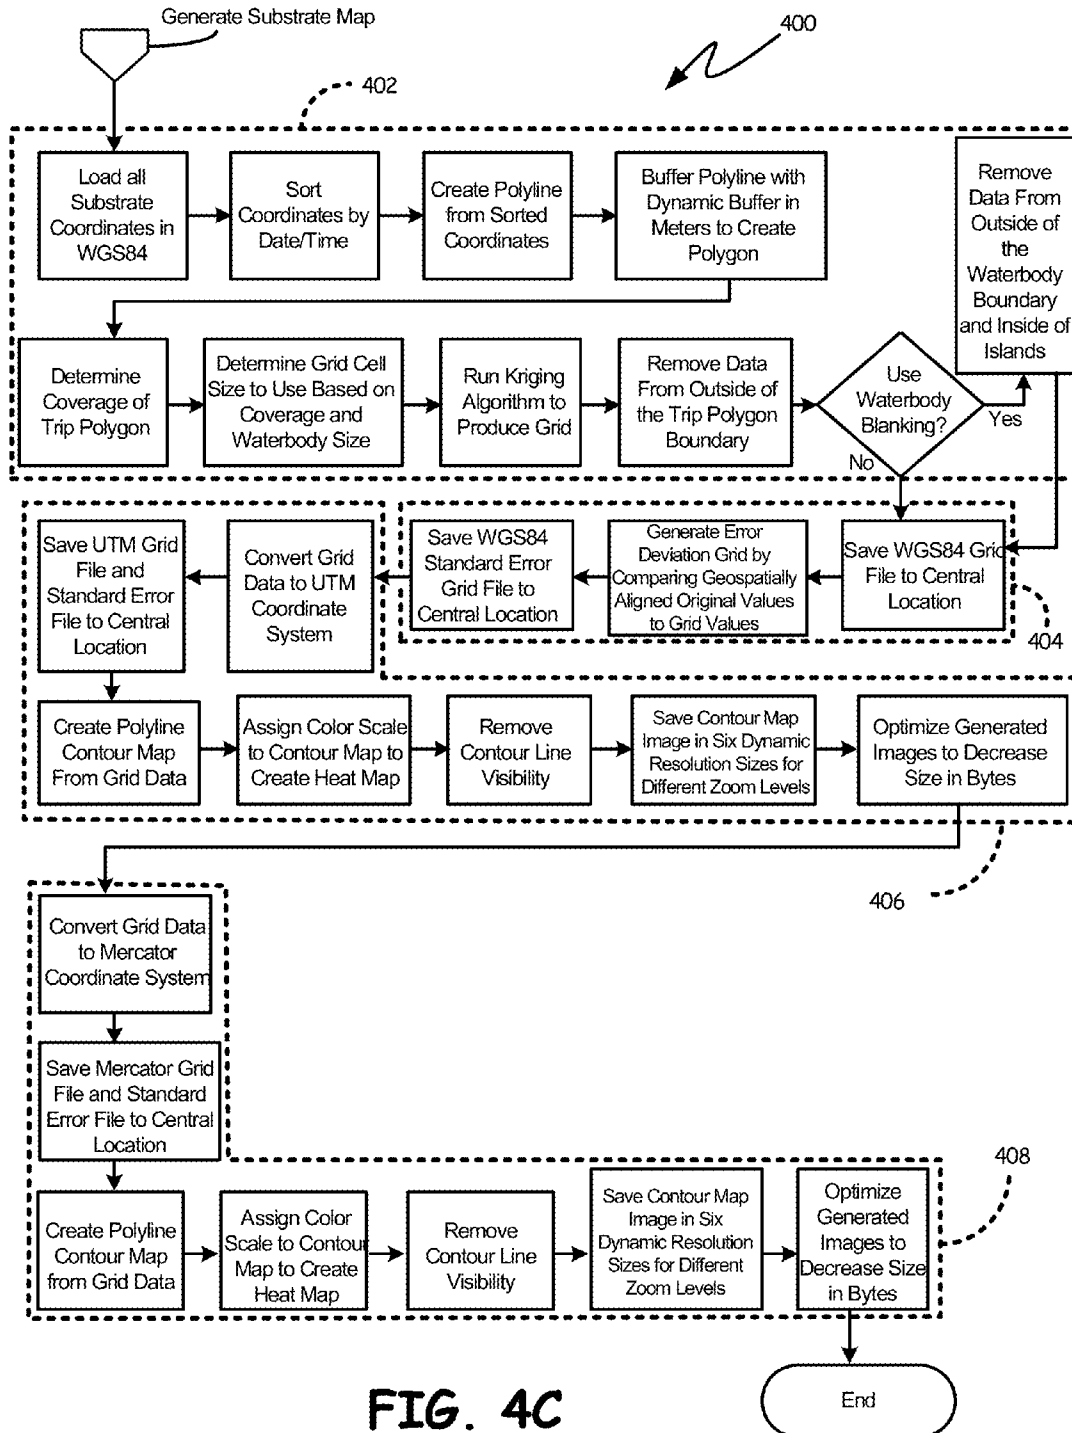 Generate Substrate Map
400
402
Load all
Substrate
Coordinates in
WGS84
Sort
Coordinates by
Date/Time
Create Polyline
from Sorted
Coordinates
Buffer Polyline with
Dynamic Buffer in
Meters to Create
Polygon
Remove
Data From
Outside of
the
Waterbody
Boundary
and Inside of
Islands
Determine
Coverage of
Trip Polygon
Determine Grid Cell
Size to Use Based on
Coverage and
Waterbody Size
Run Kriging
Algorithm to
Produce Grid
Remove Data
From Outside of
the Trip Polygon
Boundary
Use
Waterbody
Blanking?
Yes
No
Save WGS84 Grid
File to Central
Location
Generate Error
Deviation Grid by
Comparing Geospatially
Aligned Original Values
to Grid Values
Save WGS84
Standard Error
Grid File to
Central Location
404
Convert Grid
Data to UTM
Coordinate
System
Save UTM Grid
File and
Standard Error
File to Central
Location
Create Polyline
Contour Map
From Grid Data
Assign Color Scale
to Contour Map to
Create Heat Map
Remove
Contour Line
Visibility
Save Contour Map
Image in Six Dynamic
Resolution Sizes for
Different Zoom Levels
Optimize Generated
Images to Decrease
Size in Bytes
406
Convert Grid Data
to Mercator
Coordinate System
Save Mercator Grid
File and Standard
Error File to Central
Location
408
Create Polyline
Contour Map
from Grid Data
Assign Color
Scale to Contour
Map to Create
Heat Map
Remove
Contour Line
Visibility
Save Contour Map
Image in Six
Dynamic Resolution
Sizes for Different
Zoom Levels
Optimize
Generated
Images to
Decrease Size
in Bytes
End
FIG. 4C